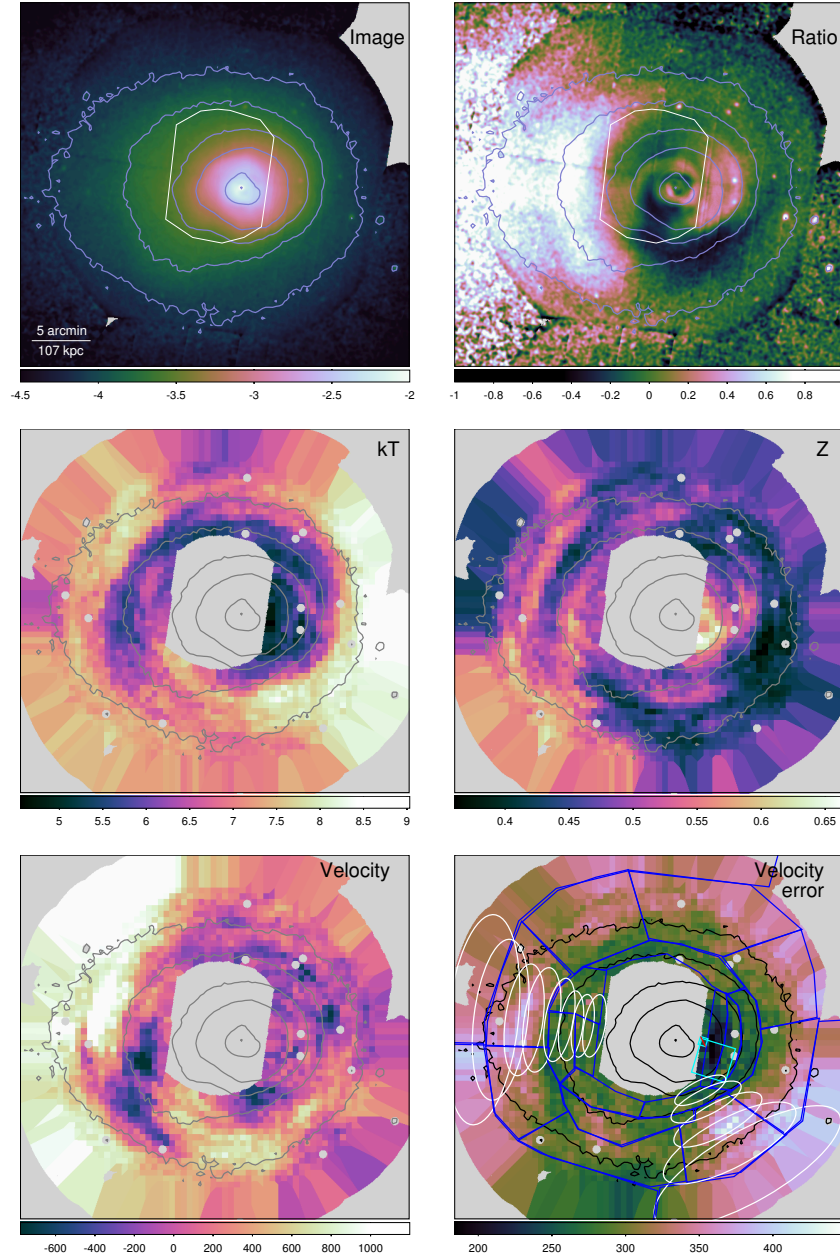 Image
5 arcmin
107 kpc
-4.5 -4 -3.5 -3 -2.5 -2
Ratio
-1 -0.8 -0.6 -0.4 -0.2 0 0.2 0.4 0.6 0.8
kT
5 5.5 6 6.5 7 7.5 8 8.5 9
Z
0.4 0.45 0.5 0.55 0.6 0.65
Velocity
-600 -400 -200 0 200 400 600 800 1000
Velocity
error
200 250 300 350 400